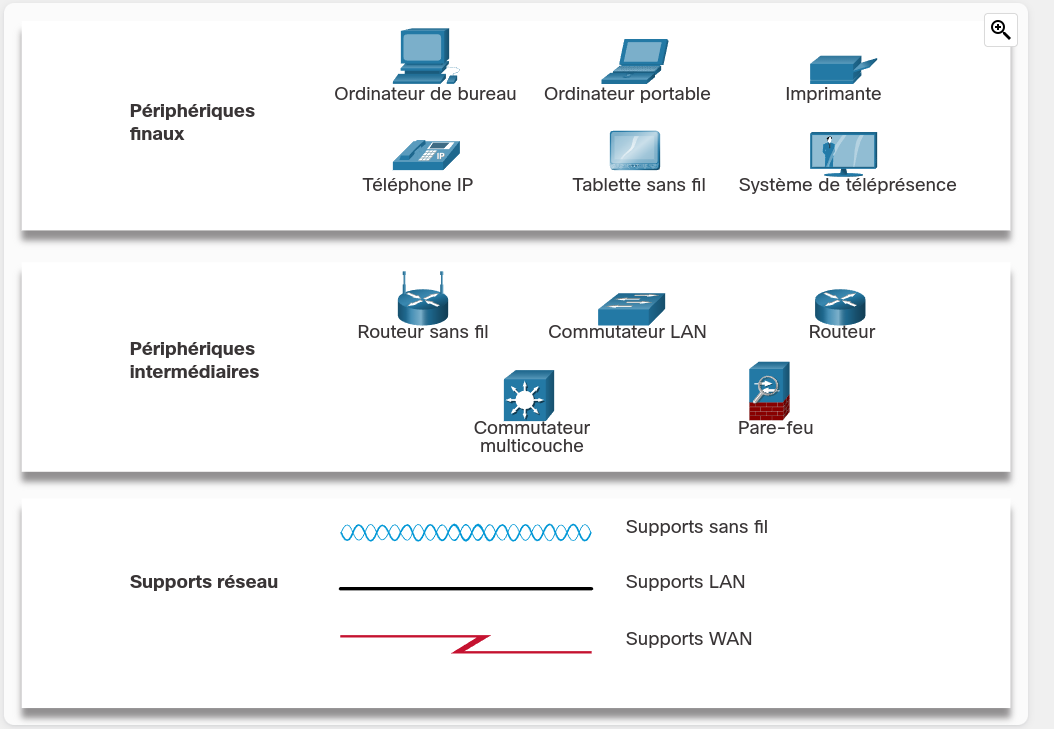 Périphériques
finaux
Ordinateur de bureau
Ordinateur portable
Imprimante
IP
Téléphone IP
Tablette sans fil
Système de téléprésence
Périphériques
intermédiaires
Routeur sans fil
Commutateur LAN
Routeur
Commutateur
multicouche
Pare-feu
Supports réseau
Supports sans fil
Supports LAN
Supports WAN